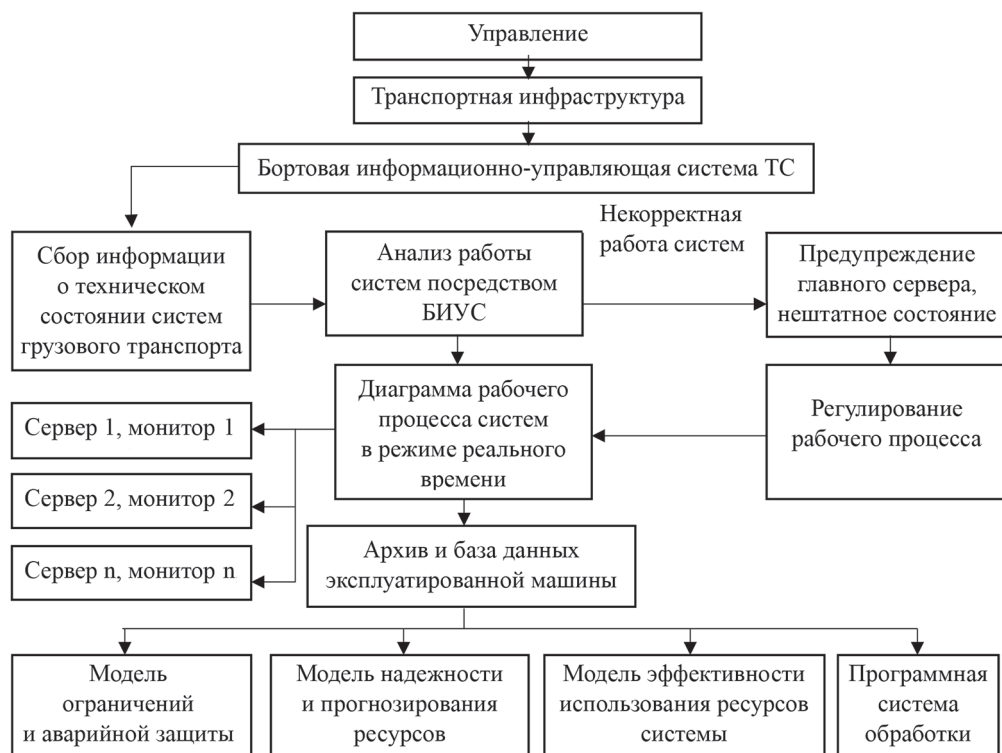 Управление
Транспортная инфраструктура
Бортовая информационно-управляющая система ТС
Сбор информации
о техническом
состоянии систем
грузового транспорта
Анализ работы
систем посредством
БИУС
Некорректная
работа систем
Предупреждение
главного сервера,
нештатное состояние
Диаграмма рабочего
процесса систем
в режиме реального
времени
Регулирование
рабочего процесса
Сервер 1, монитор 1
Сервер 2, монитор 2
Сервер n, монитор n
Архив и база данных
эксплуатированной машины
Модель
ограничений
и аварийной защиты
Модель надежности
и прогнозирования
ресурсов
Модель эффективности
использования ресурсов
системы
Программная
система
обработки